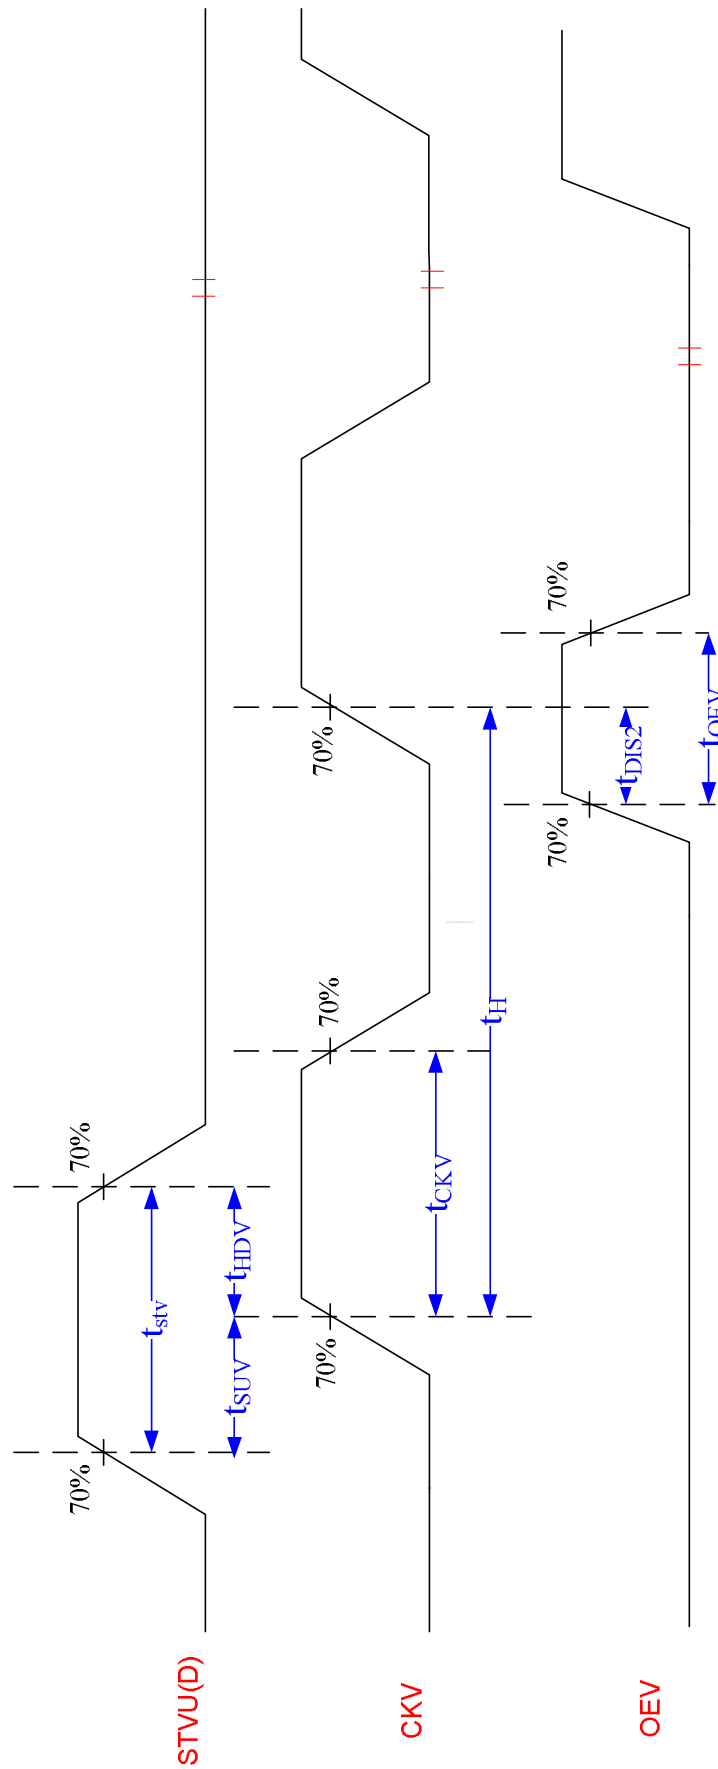 STVU(D)
70%
70%
tstv
tSUV
tHDV
CKV
70%
70%
70%
tCKV
tH
OEV
70%
70%
tDIS2
tOEV